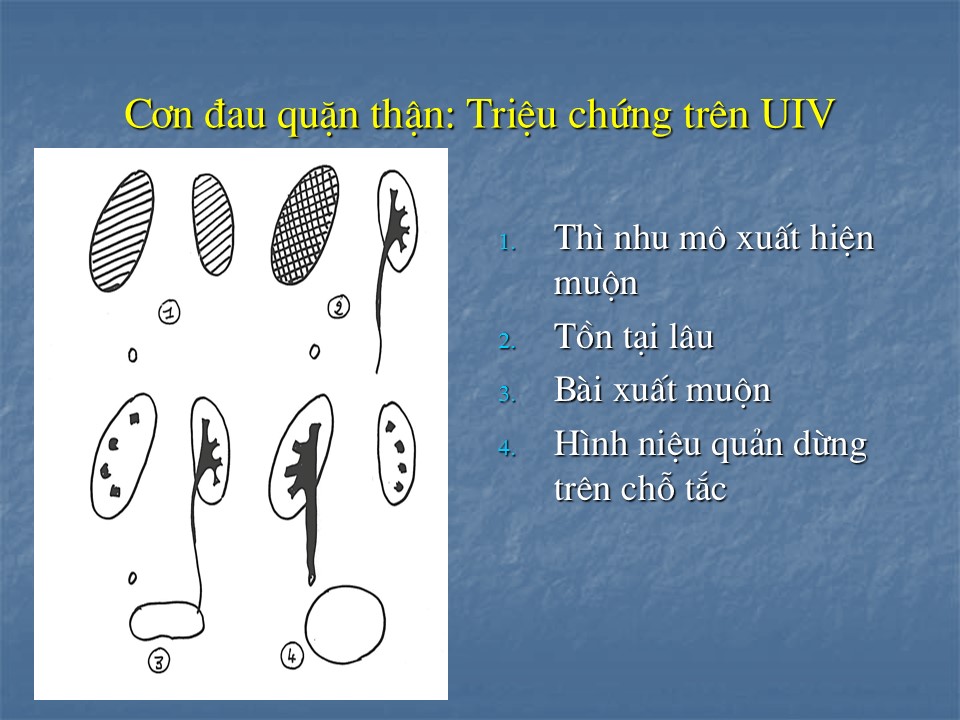 Cơn đau quặn thận: Triệu chứng trên UIV
1
2
3
4
1. Thì nhu mô xuất hiện
muộn
2. Tồn tại lâu
3. Bài xuất muộn
4. Hình niệu quản dừng
trên chỗ tắc